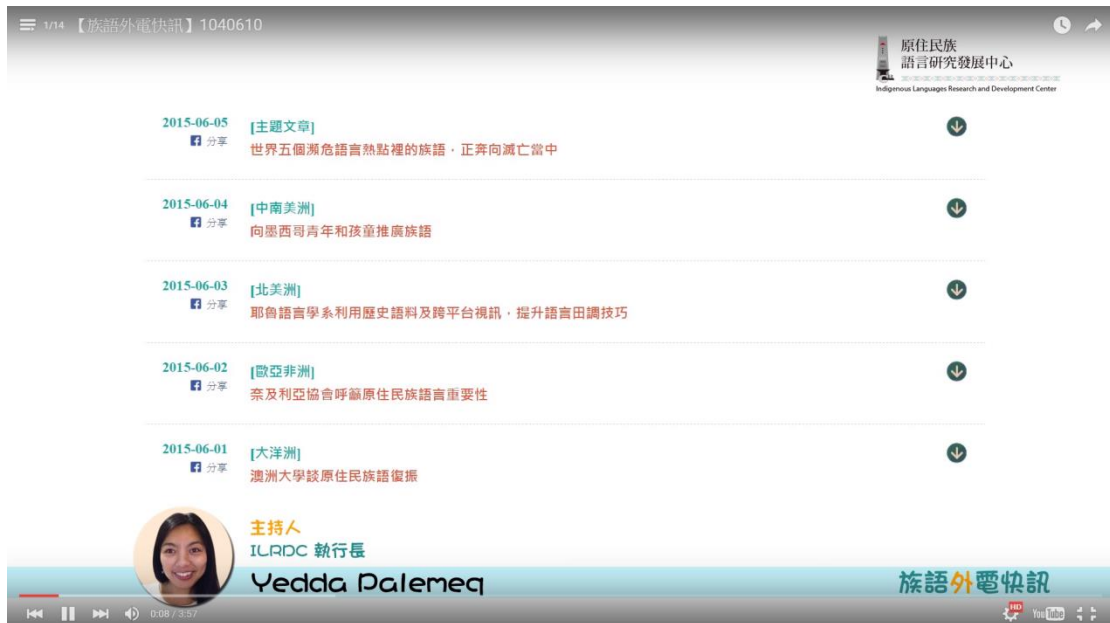 1/14 【族語外電快訊】1040610
原住民族
語言研究發展中心
Indigenous Languages Research and Development Center
2015-06-05 [主題文章]
分享
世界五個瀕危語言熱點裡的族語，正奔向滅亡當中
2015-06-04 [中南美洲]
分享
向墨西哥青年和孩童推廣族語
2015-06-03 [北美洲]
分享
耶魯語言學系利用歷史語料及跨平台視訊，提升語言田調技巧
2015-06-02 [歐亞非洲]
分享
奈及利亞協會呼籲原住民族語言重要性
2015-06-01 [大洋洲]
分享
澳洲大學談原住民族語復振
主持人
ILRDC 執行長
Yedda Palemeq
族語外電快訊
0:08 / 3:57
HD
YouTube